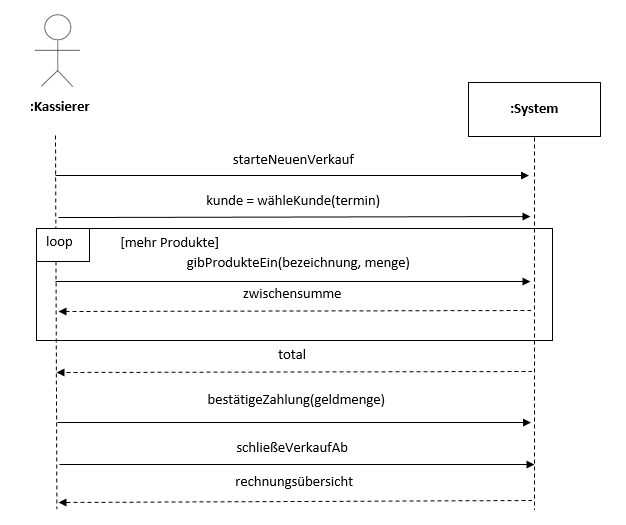 :Kassierer
:System
starteNeuenVerkauf
kunde = wähleKunde(termin)
loop
[mehr Produkte]
gibProdukteEin(bezeichnung, menge)
zwischensumme
total
bestätigeZahlung(geldmenge)
schließeVerkaufAb
rechnungsübersicht